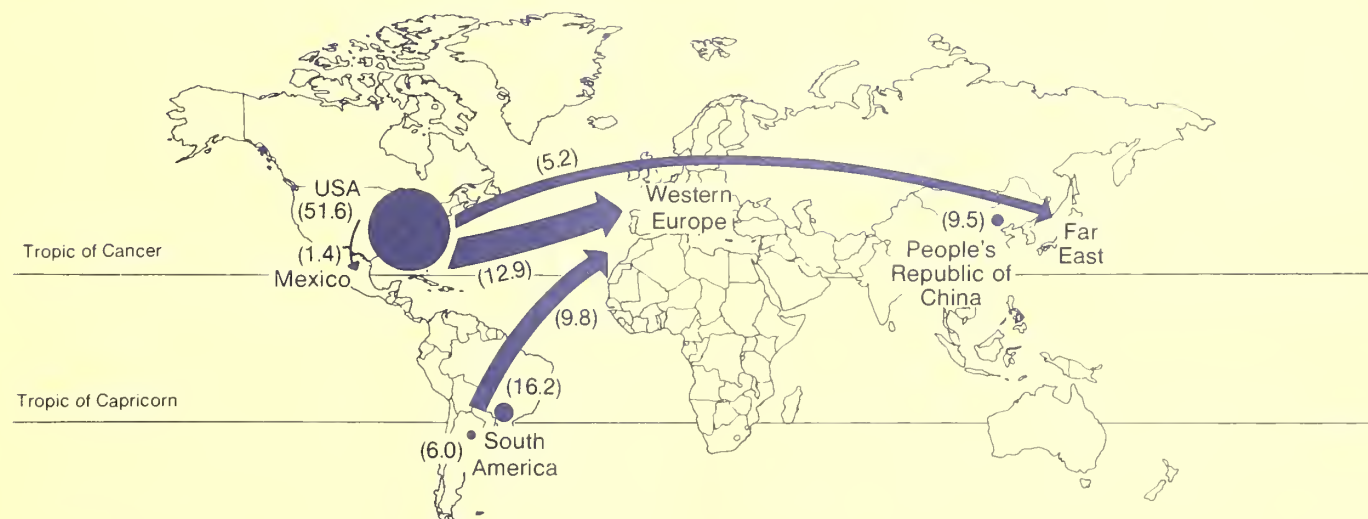 (5.2)
USA
(51.6)
Western
Europe
(9.5)
Far
East
Tropic of Cancer
(1.4)
Mexico
(12.9)
People's
Republic of
China
(9.8)
Tropic of Capricorn
(16.2)
(6.0)
South
America